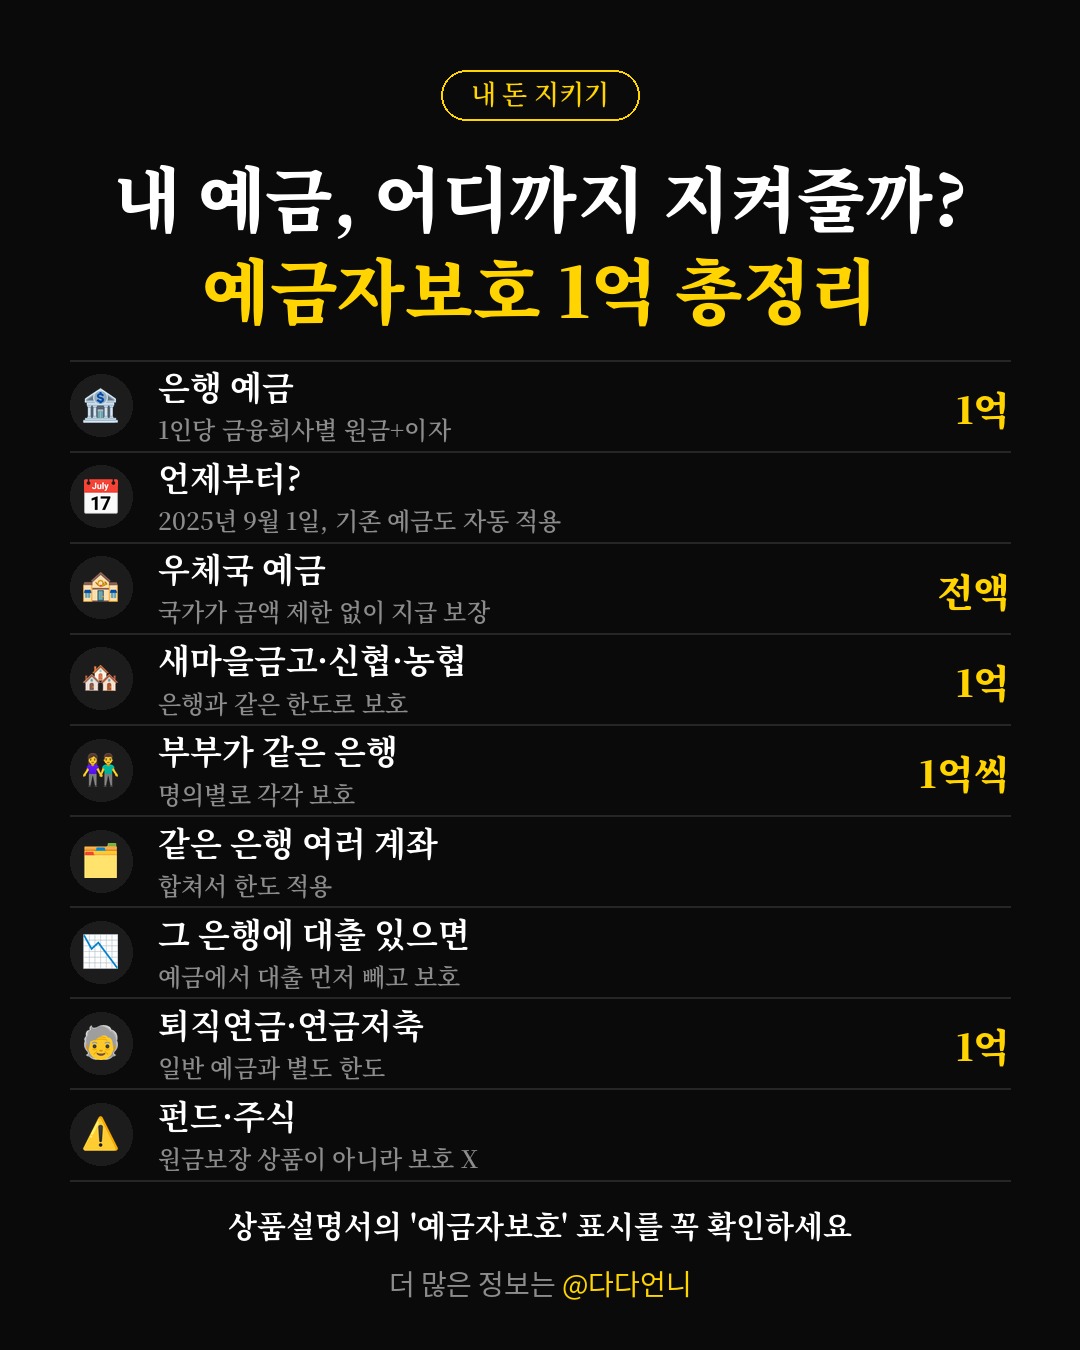 내 돈 지키기
내 예금, 어디까지 지켜줄까?
예금자보호 1억 총정리
은행 예금
1인당 금융회사별 원금+이자
1억
July
17
언제부터?
2025년 9월 1일, 기존 예금도 자동 적용
우체국 예금
국가가 금액 제한 없이 지급 보장
전액
새마을금고·신협·농협
은행과 같은 한도로 보호
1억
부부가 같은 은행
명의별로 각각 보호
1억씩
같은 은행 여러 계좌
합쳐서 한도 적용
그 은행에 대출 있으면
예금에서 대출 먼저 빼고 보호
퇴직연금·연금저축
일반 예금과 별도 한도
1억
펀드·주식
원금보장 상품이 아니라 보호 X
상품설명서의 '예금자보호' 표시를 꼭 확인하세요
더 많은 정보는 @다다언니